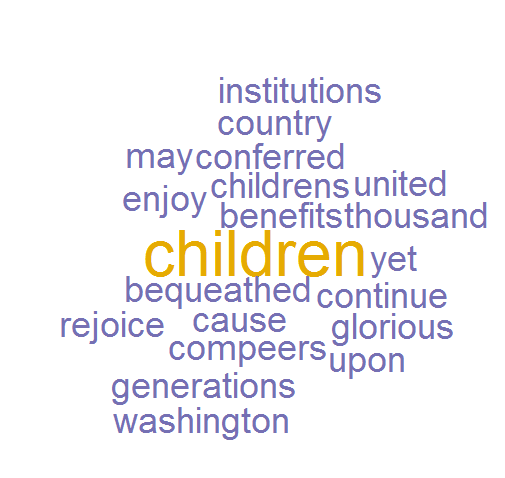 institutions
country
may conferred
enjoy childrens united
benefits thousand
children yet
bequeathed continue
rejoice cause glorious
compeers upon
generations
washington